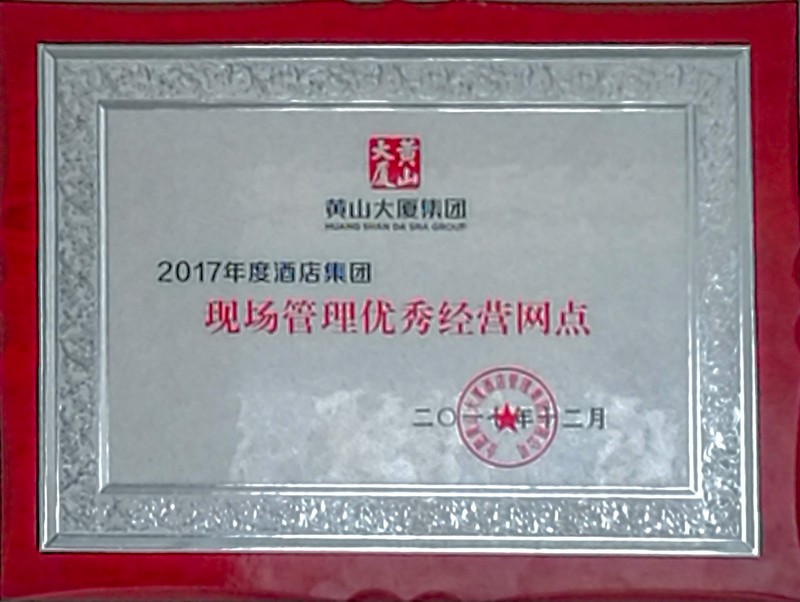 黄山
大厦
黄山大厦集团
HUANG SHAN DA SHA GROUP
2017年度酒店集团
现场管理优秀经营网点
二〇一七年十二月